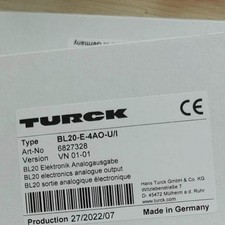 Germany
TURCK
CE
Type BL20-E-4AO-U/I
Art-No 6827328
Version VN 01-01
BL20 Elektronik Analogausgabe
BL20 electronics analogue output
BL20 sortie analogique électronique
Hans Turck GmbH & Co. KG
Witzlebenstraße 7
D- 45472 Mülheim a.d. Ruhr
www.turck.com
Made in Germany
Production 27/2022/07